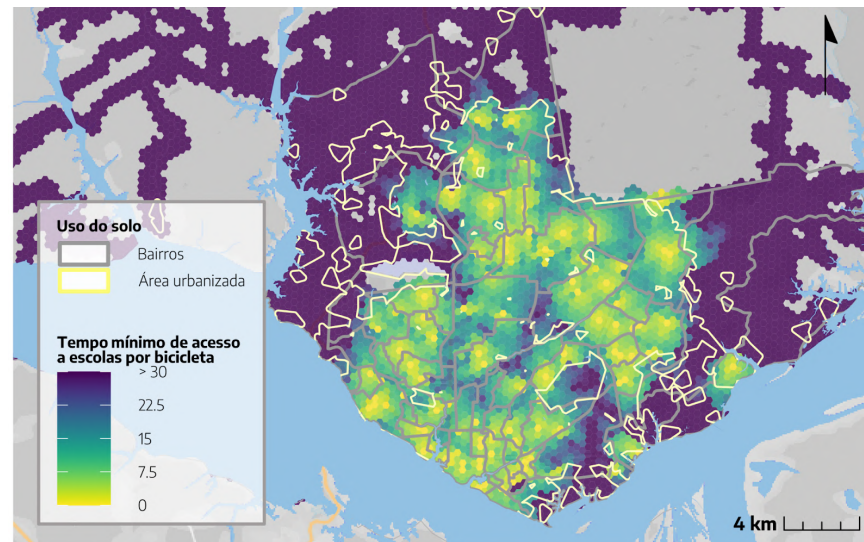 Uso do solo
Bairros
Área urbanizada
Tempo mínimo de acesso
a escolas por bicicleta
> 30
22.5
15
7.5
0
4 km